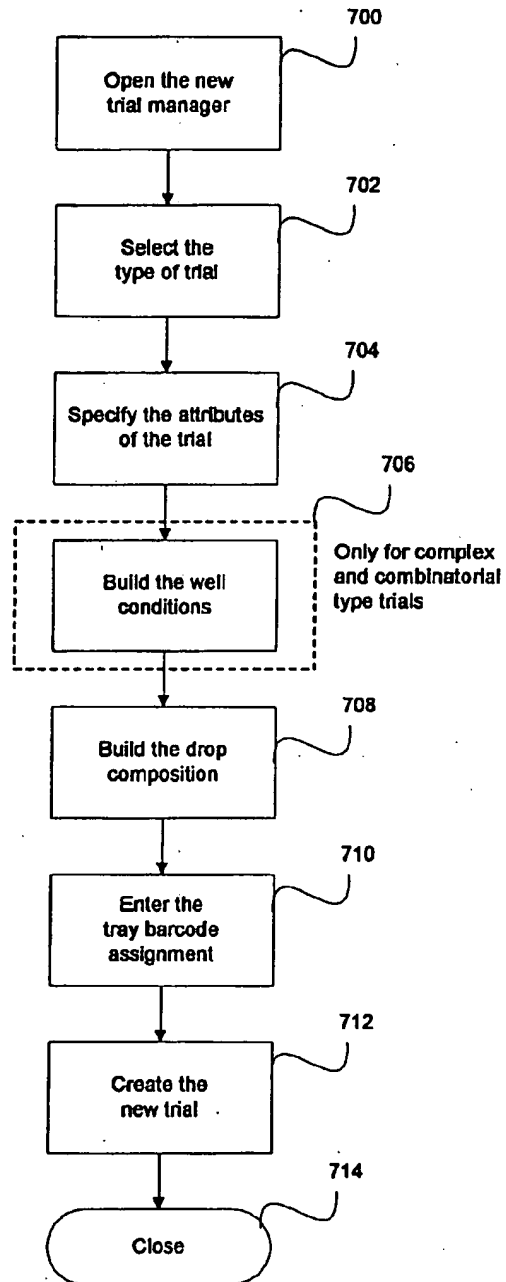 700
Open the new
trial manager
702
Select the
type of trial
704
Specify the attributes
of the trial
706
Only for complex
and combinatorial
type trials
Build the well
conditions
708
Build the drop
composition
710
Enter the
tray barcode
assignment
712
Create the
new trial
714
Close